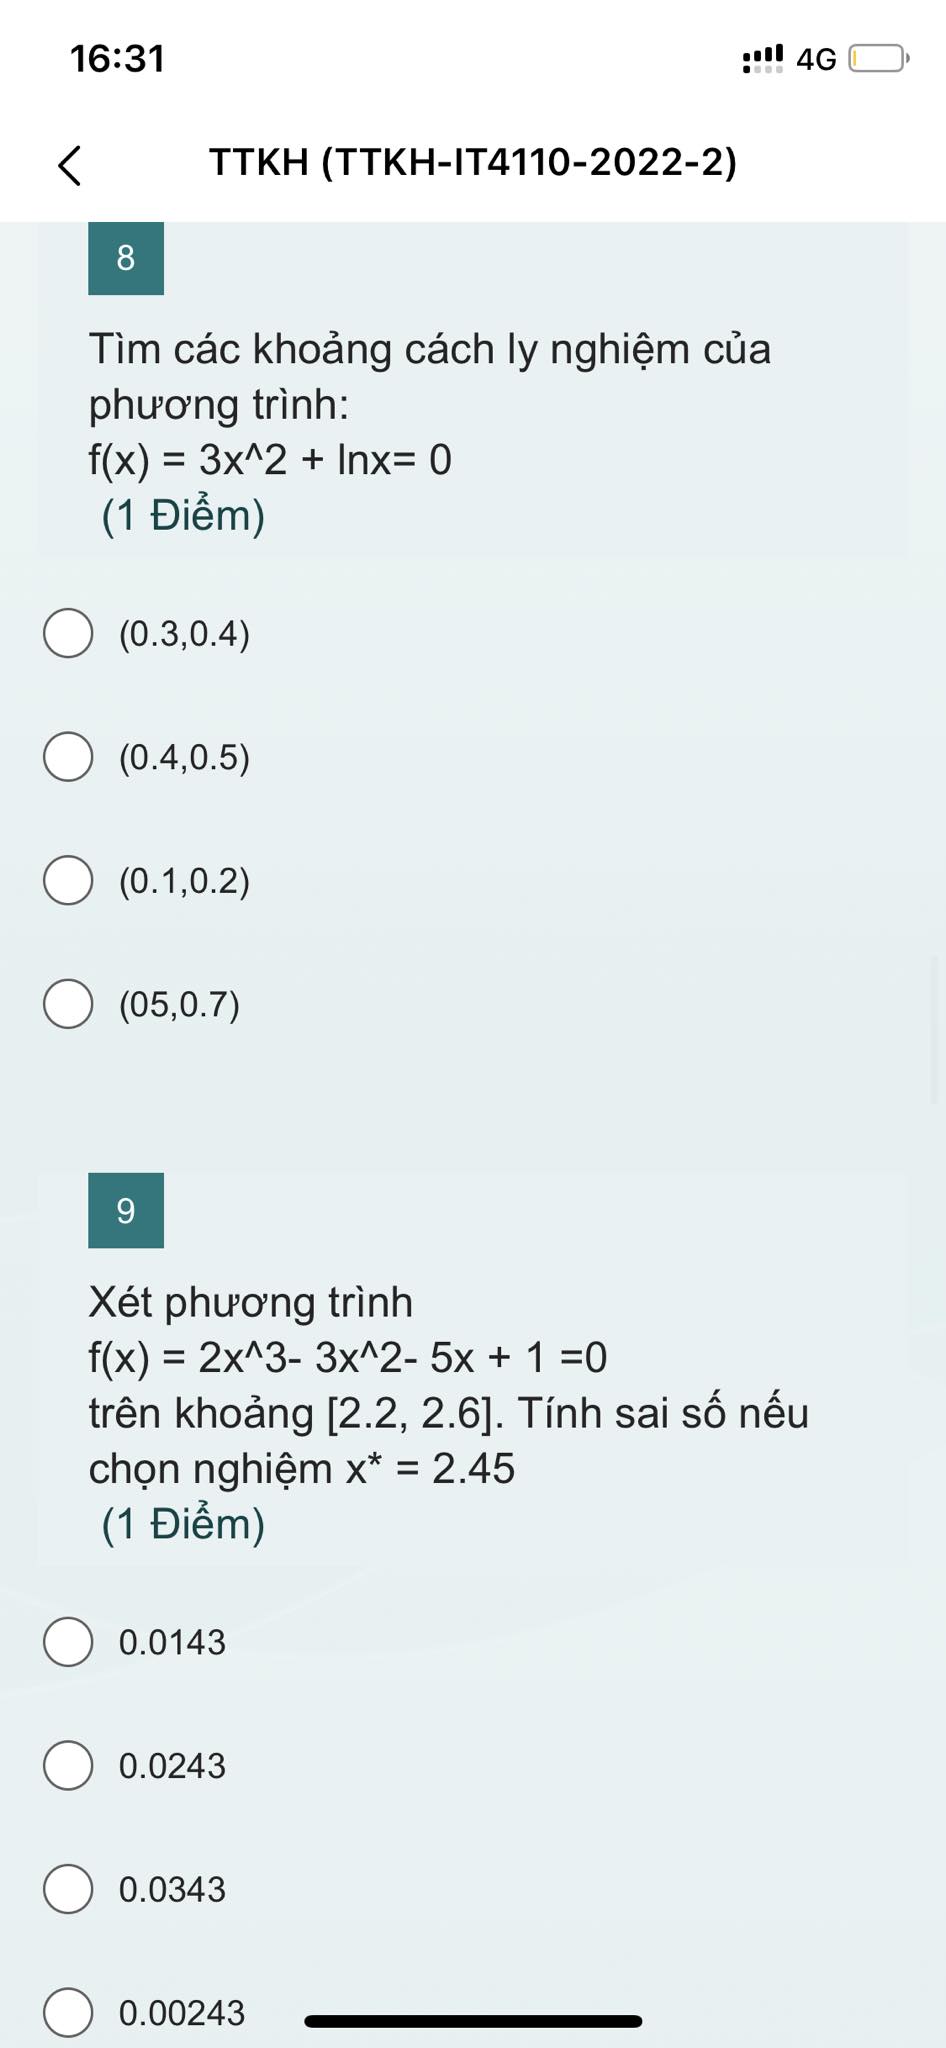 16:31
4G
TTKH (TTKH-IT4110-2022-2)
8
Tìm các khoảng cách ly nghiệm của
phương trình:
f(x) = 3x^2 + lnx= 0
(1 Điểm)
(0.3,0.4)
(0.4,0.5)
(0.1,0.2)
(05,0.7)
9
Xét phương trình
f(x) = 2x^3- 3x^2- 5x + 1 =0
trên khoảng [2.2, 2.6]. Tính sai số nếu
chọn nghiệm x* = 2.45
(1 Điểm)
0.0143
0.0243
0.0343
0.00243